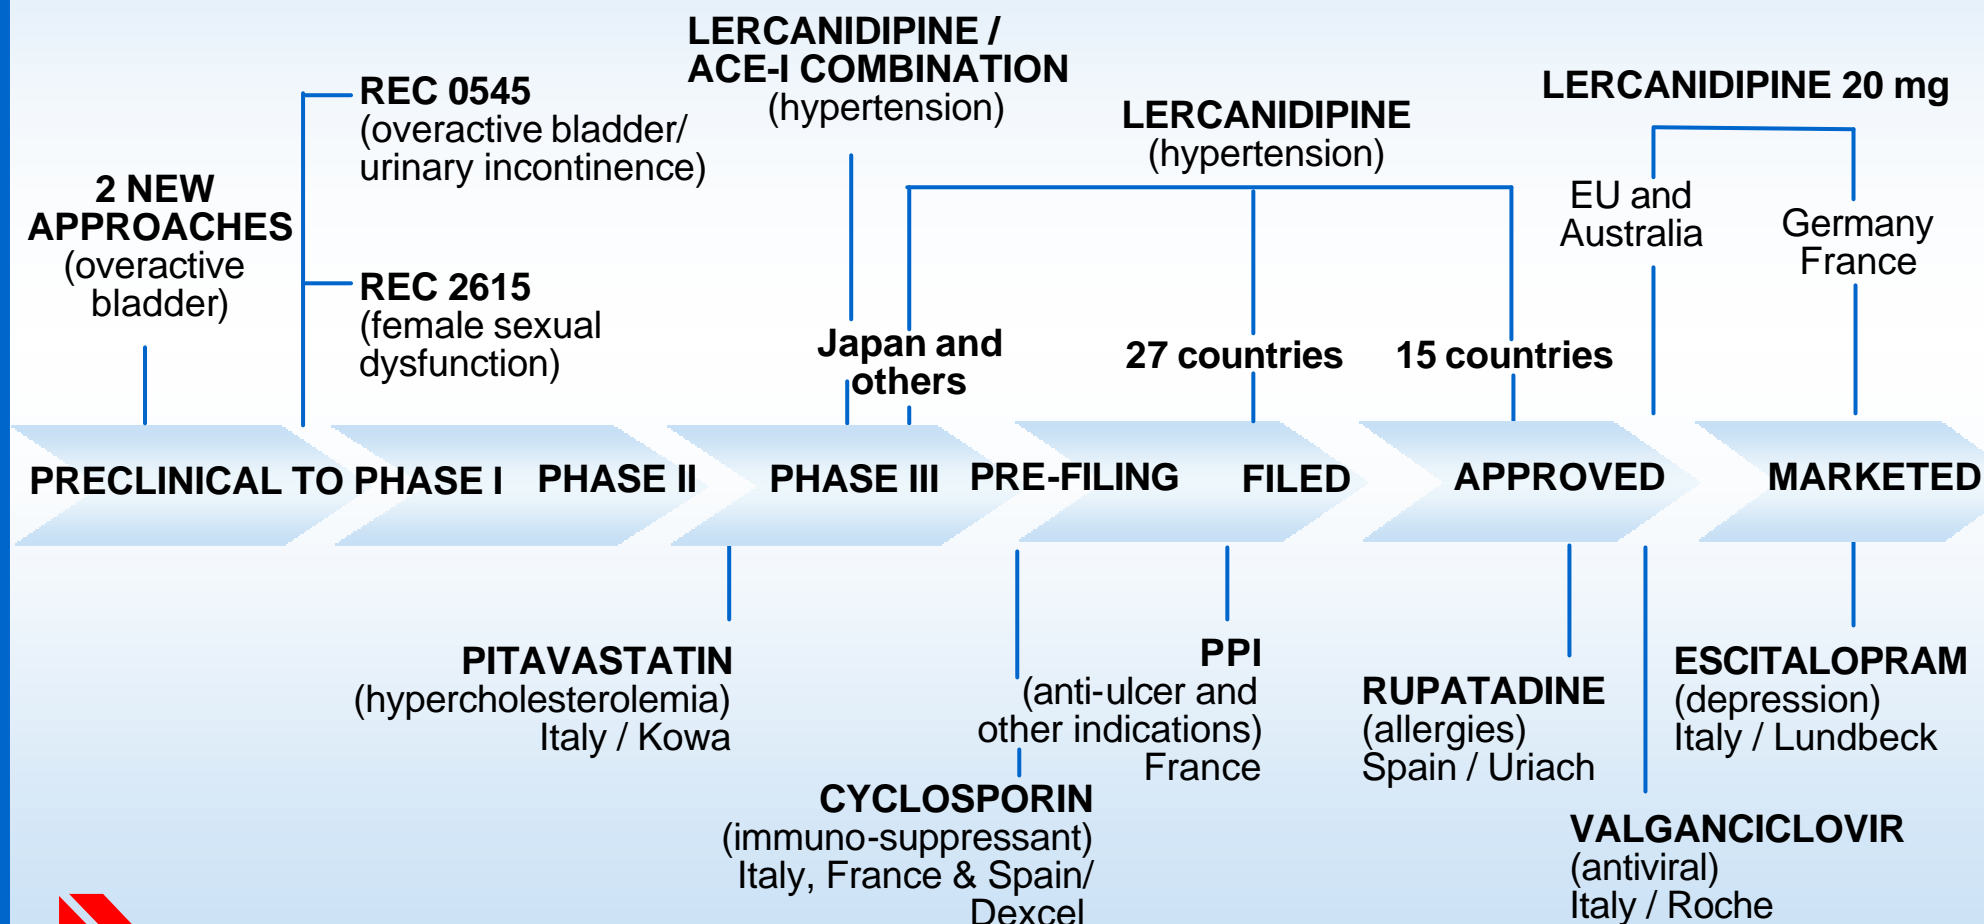 LERCANIDIPINE /
ACE-I COMBINATION
(hypertension)
REC 0545
(overactive bladder/
urinary incontinence)
LERCANIDIPINE
(hypertension)
LERCANIDIPINE 20 mg
2 NEW
APPROACHES
(overactive
bladder)
REC 2615
(female sexual
dysfunction)
EU and
Australia
Germany
France
Japan and
others
27 countries
15 countries
PRECLINICAL TO PHASE I
PHASE II
PHASE III
PRE-FILING
FILED
APPROVED
MARKETED
PITAVASTATIN
(hypercholesterolemia)
Italy / Kowa
CYCLOSPORIN
(immuno-suppressant)
Italy, France & Spain/
Dexcel
PPI
(anti-ulcer and
other indications)
France
RUPATADINE
(allergies)
Spain / Uriach
VALGANCICLOVIR
(antiviral)
Italy / Roche
ESCITALOPRAM
(depression)
Italy / Lundbeck